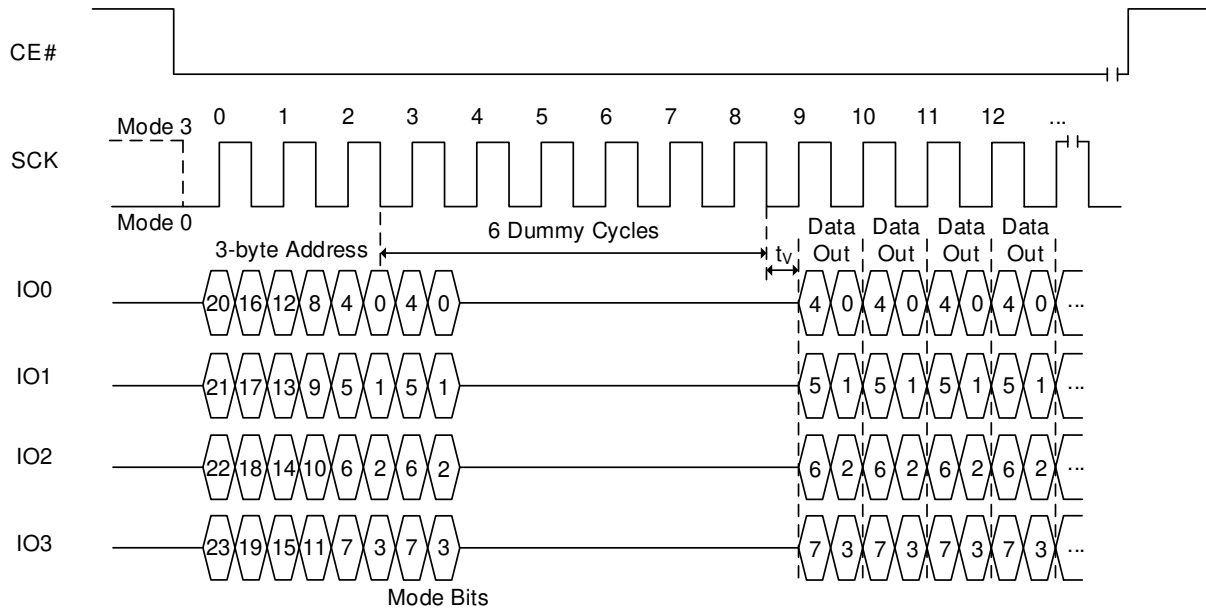 CE#
0 1 2 3 4 5 6 7 8 9 10 11 12 ...
Mode 3
SCK
Mode 0
6 Dummy Cycles
Data Out Data Out Data Out Data Out
3-byte Address
tV
IO0 20 16 12 8 4 0 4 0 4 0 4 0 4 0 4 0 ...
IO1 21 17 13 9 5 1 5 1 5 1 5 1 5 1 5 1 ...
IO2 22 18 14 10 6 2 6 2 6 2 6 2 6 2 6 2 ...
IO3 23 19 15 11 7 3 7 3 7 3 7 3 7 3 7 3 ...
Mode Bits